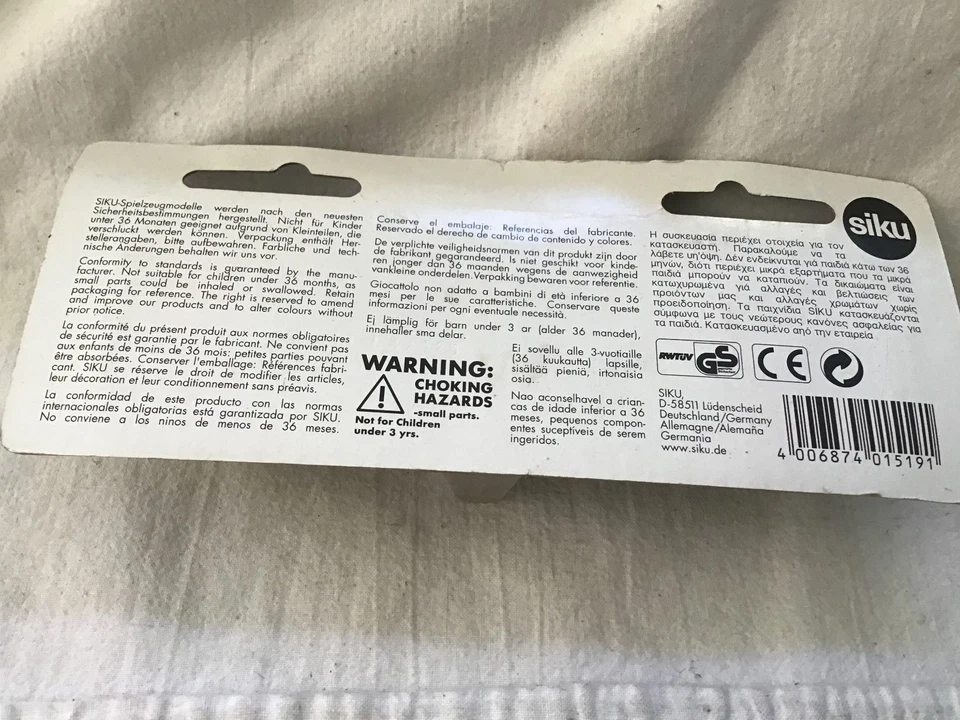 SIKU-Spielzeugmodelle werden nach den neuesten
Sicherheitsbestimmungen hergestellt. Nicht für Kinder
unter 36 Monaten geeignet aufgrund von Kleinteilen, die
verschluckt werden können. Verpackung enthält Her-
stellerangaben, bitte aufbewahren. Farbliche und tech-
nische Änderungen behalten wir uns vor.
Conformity to standards is guaranteed by the manu-
facturer. Not suitable for children under 36 months, as
small parts could be inhaled or swallowed. Retain
packaging for reference. The right is reserved to amend
and improve our products and to alter colours without
prior notice.
La conformité du présent produit aux normes obligatoires
de sécurité est garantie par le fabricant. Ne convient pas
aux enfants de moins de 36 mois: petites parties pouvant
être absorbées. Conserver l'emballage: Références fabri-
cant. SIKU se réserve le droit de modifier les articles,
leur décoration et leur conditionnement sans préavis.
La conformidad de este producto con las normas
internacionales obligatorias está garantizada por SIKU.
No conviene a los ninos de menos de 36 meses.
Conserve el embalaje: Referencias del fabricante.
Reservado el derecho de cambio de contenido y colores.
De verplichte veiligheidsnormen van dit produkt zijn door
de fabrikant gegarandeerd. Is niet geschikt voor kinde-
ren jonger dan 36 maanden wegens de aanwezigheid
vankleine onderdelen. Verpakking bewaren voor referentie.
Giocattolo non adatto a bambini di età inferiore a 36
mesi per le sue caratteristiche. Conservare queste
informazioni per ogni eventuale necessità.
Ej lämplig för barn under 3 ar (alder 36 manader),
innehaller sma delar.
WARNING:
CHOKING
HAZARDS
-small parts.
Not for Children
under 3 yrs.
Ei sovellu alle 3-vuotiaille
(36 kuukautta) lapsille,
sisältää pieniä, irtonaisia
osia.
Nao aconselhavel a crian-
cas de idade inferior a 36
meses, pequenos compon-
entes suceptiveis de serem
ingeridos.
siku
Η συσκευασία περιέχει στοιχεία για τον
κατασκευαστή. Παρακαλούμε να τα
λάβετε υπ'όψη. Δέν ενδείκνυται γιά παιδιά κάτω των 36
μηνών, διότι περιέχει μικρά εξαρτήματα που τα μικρά
παιδιά μπορούν να καταπιούν. Τα δικαιώματα είναι
κατωχυρωμένα γιά αλλαγές και βελτιώσεις των
προϊόντων μας και αλλαγές χρωμάτων χωρίς
προειδοποίηση. Τα παιχνίδια SIKU κατασκευάζονται
σύμφωνα με τους νεώτερους κανόνες ασφαλείας για
τα παιδιά. Κατασκευασμένο από την εταιρεία
RWTÜV GS CE
SIKU,
D-58511 Lüdenscheid
Deutschland/Germany
Allemagne/Alemaña
Germania
www.siku.de
4 006874 015191